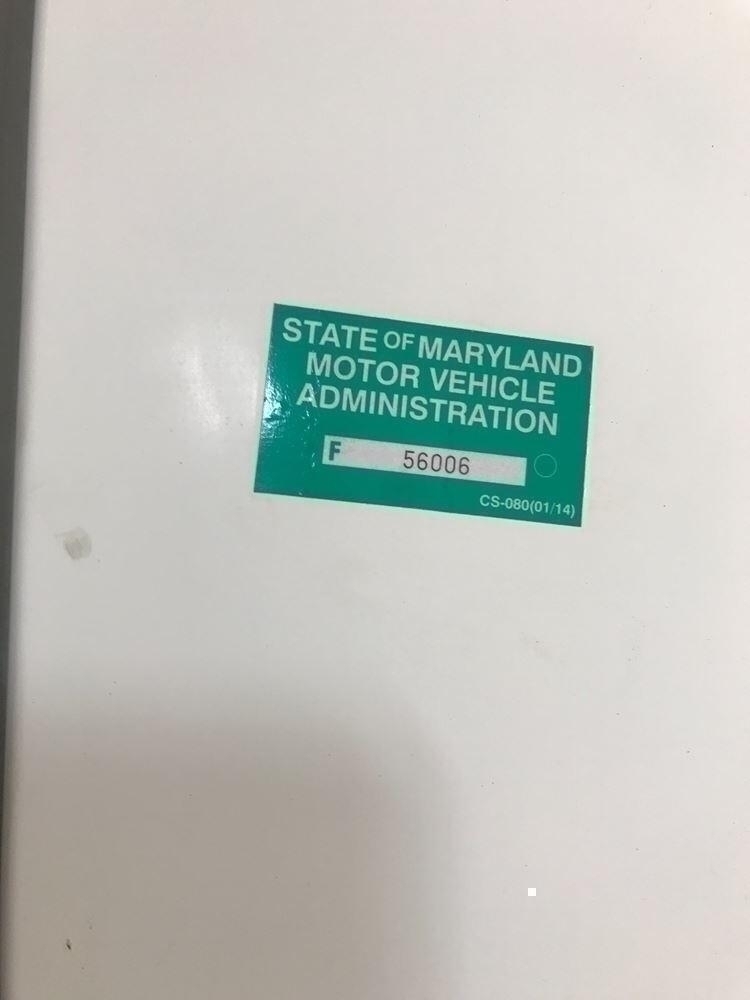 STATE OF MARYLAND
MOTOR VEHICLE
ADMINISTRATION
F 56006
CS-080(01/14)